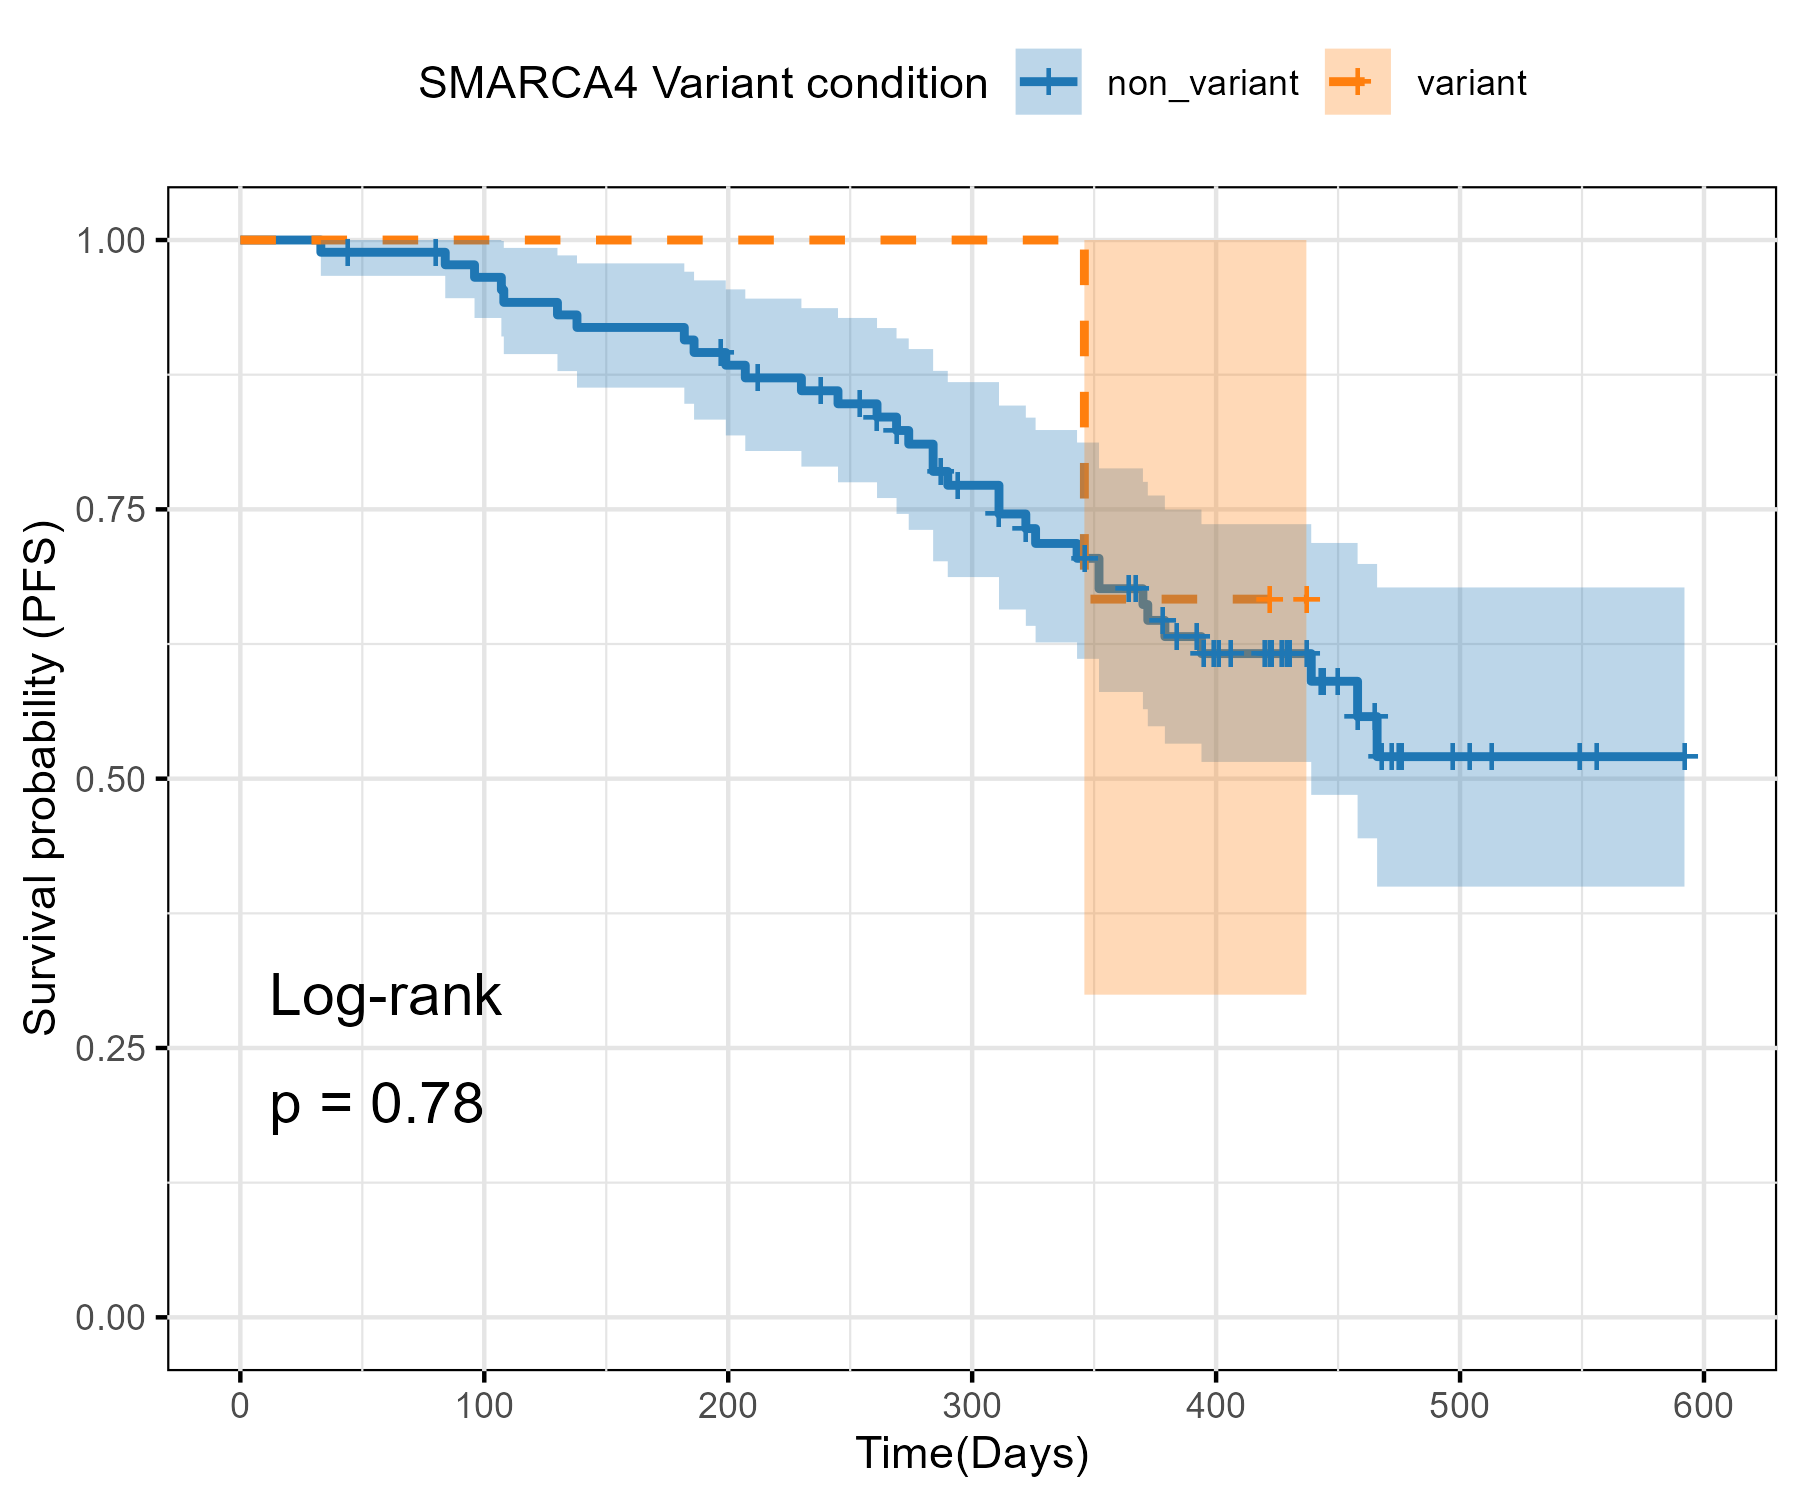 SMARCA4 Variant condition non_variant variant
Survival probability (PFS)
1.00
0.75
0.50
0.25
0.00
Log-rank
p = 0.78
0 100 200 300 400 500 600
Time(Days)